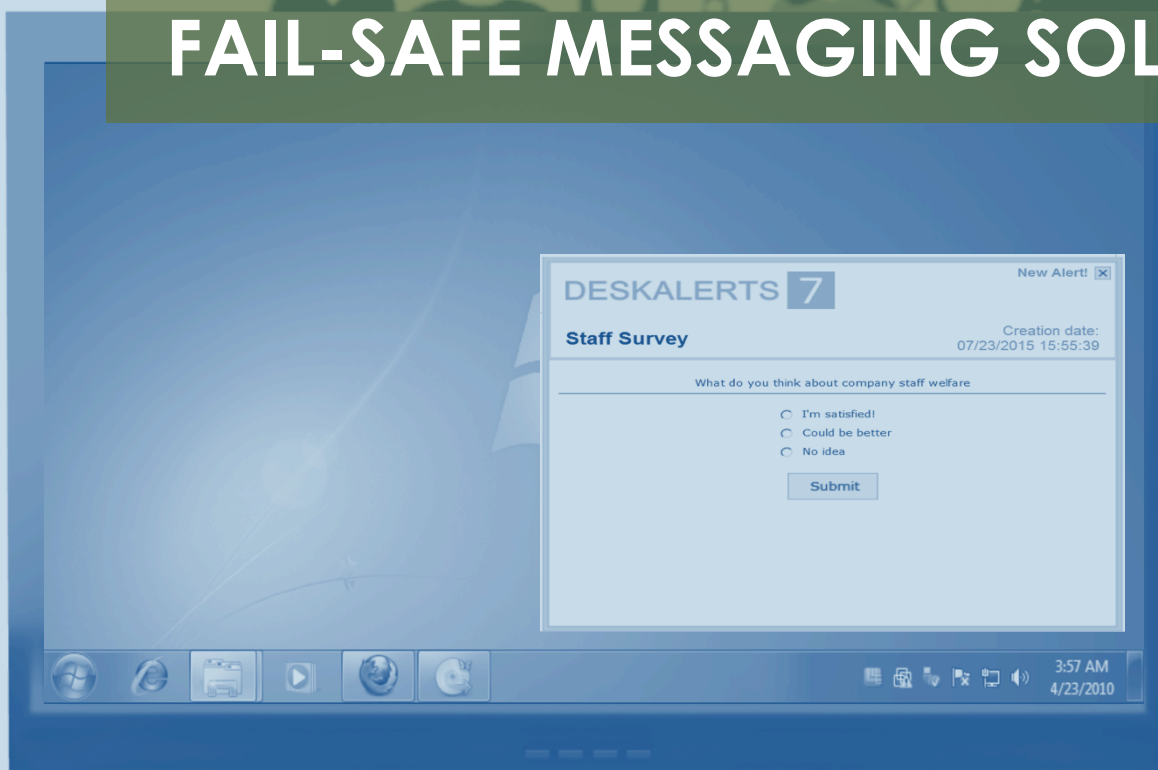 FAIL-SAFE MESSAGING SOL
New Alert!
DESKALERTS 7
Staff Survey
Creation date:
07/23/2015 15:55:39
What do you think about company staff welfare
I'm satisfied!
Could be better
No idea
Submit
3:57 AM
4/23/2010